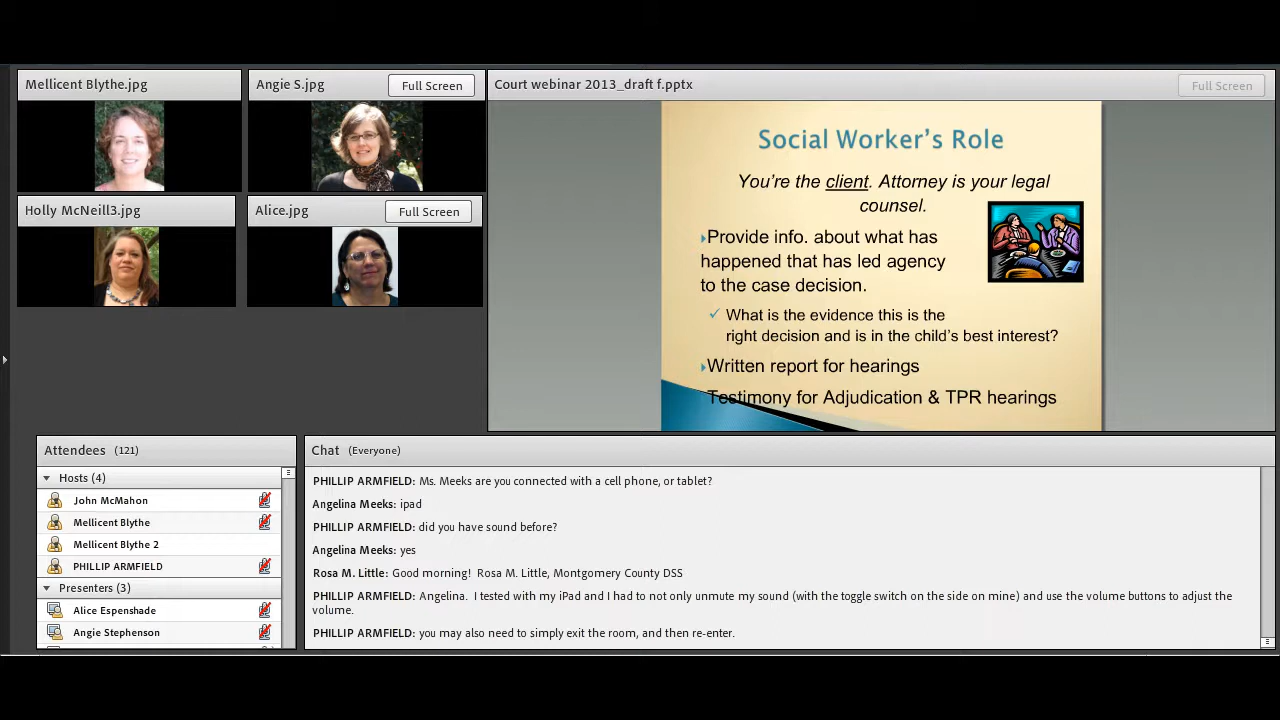 Mellicent Blythe.jpg
Angie S.jpg
Full Screen
Holly McNeill3.jpg
Alice.jpg
Full Screen
Court webinar 2013_draft f.pptx
Full Screen
Social Worker's Role
You're the client. Attorney is your legal
counsel.
Provide info. about what has
happened that has led agency
to the case decision.
✓ What is the evidence this is the
right decision and is in the child's best interest?
Written report for hearings
Testimony for Adjudication & TPR hearings
Attendees (121)
Hosts (4)
John McMahon
Mellicent Blythe
Mellicent Blythe 2
PHILLIP ARMFIELD
Presenters (3)
Alice Espenshade
Angie Stephenson
Chat (Everyone)
PHILLIP ARMFIELD: Ms. Meeks are you connected with a cell phone, or tablet?
Angelina Meeks: ipad
PHILLIP ARMFIELD: did you have sound before?
Angelina Meeks: yes
Rosa M. Little: Good morning! Rosa M. Little, Montgomery County DSS
PHILLIP ARMFIELD: Angelina. I tested with my iPad and I had to not only unmute my sound (with the toggle switch on the side on mine) and use the volume buttons to adjust the
volume.
PHILLIP ARMFIELD: you may also need to simply exit the room, and then re-enter.